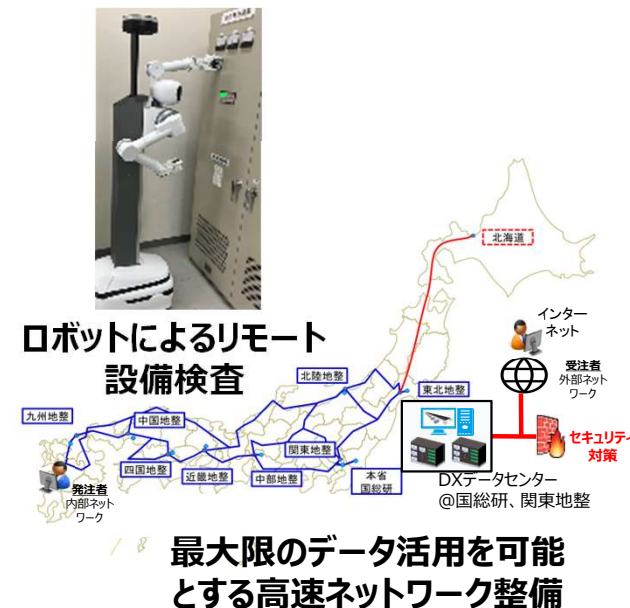 ロボットによるリモート
設備検査
北海道
インター
ネット
受注者
外部ネット
ワーク
セキュリティ
対策
東北地整
北陸地整
九州地整
中国地整
四国地整
近畿地整
中部地整
関東地整
本省
国総研
発注者
内部ネット
ワーク
DXデータセンター
@国総研、関東地整
最大限のデータ活用を可能
とする高速ネットワーク整備